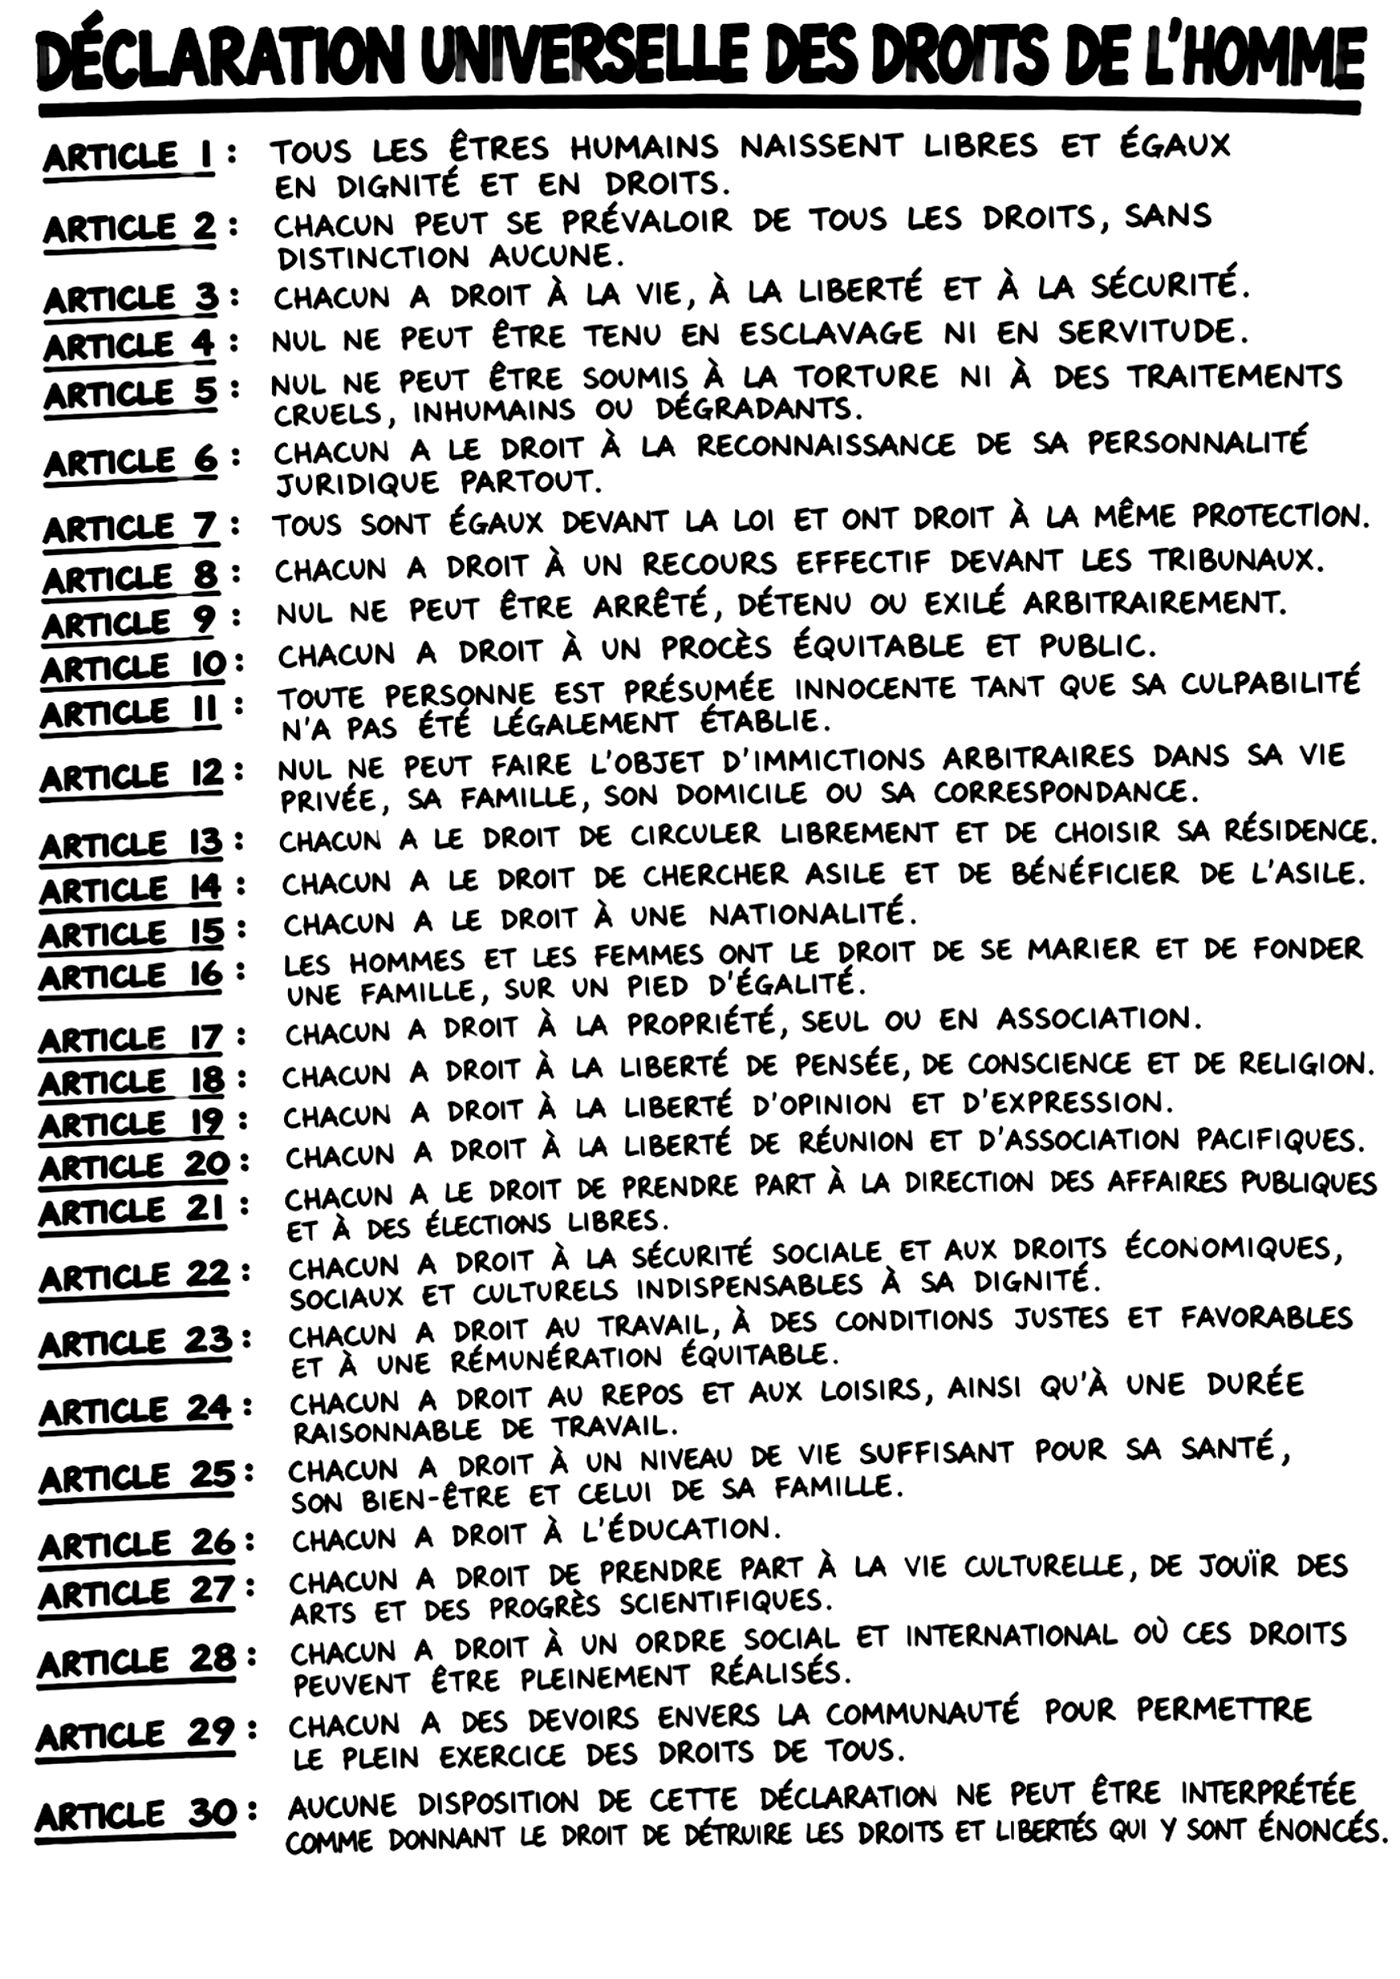 DÉCLARATION UNIVERSELLE DES DROITS DE L'HOMME
ARTICLE 1 : TOUS LES ÊTRES HUMAINS NAISSENT LIBRES ET ÉGAUX
EN DIGNITÉ ET EN DROITS.
ARTICLE 2 : CHACUN PEUT SE PRÉVALOIR DE TOUS LES DROITS, SANS
DISTINCTION AUCUNE.
ARTICLE 3 : CHACUN A DROIT À LA VIE, À LA LIBERTÉ ET À LA SÉCURITÉ.
ARTICLE 4 : NUL NE PEUT ÊTRE TENU EN ESCLAVAGE NI EN SERVITUDE.
ARTICLE 5 : NUL NE PEUT ÊTRE SOUMIS À LA TORTURE NI À DES TRAITEMENTS
CRUELS, INHUMAINS OU DÉGRADANTS.
ARTICLE 6 : CHACUN A LE DROIT À LA RECONNAISSANCE DE SA PERSONNALITÉ
JURIDIQUE PARTOUT.
ARTICLE 7 : TOUS SONT ÉGAUX DEVANT LA LOI ET ONT DROIT À LA MÊME PROTECTION.
ARTICLE 8 : CHACUN A DROIT À UN RECOURS EFFECTIF DEVANT LES TRIBUNAUX.
ARTICLE 9 : NUL NE PEUT ÊTRE ARRÊTÉ, DÉTENU OU EXILÉ ARBITRAIREMENT.
ARTICLE 10 : CHACUN A DROIT À UN PROCÈS ÉQUITABLE ET PUBLIC.
ARTICLE 11 : TOUTE PERSONNE EST PRÉSUMÉE INNOCENTE TANT QUE SA CULPABILITÉ
N'A PAS ÉTÉ LÉGALEMENT ÉTABLIE.
ARTICLE 12 : NUL NE PEUT FAIRE L'OBJET D'IMMICTIONS ARBITRAIRES DANS SA VIE
PRIVÉE, SA FAMILLE, SON DOMICILE OU SA CORRESPONDANCE.
ARTICLE 13 : CHACUN A LE DROIT DE CIRCULER LIBREMENT ET DE CHOISIR SA RÉSIDENCE.
ARTICLE 14 : CHACUN A LE DROIT DE CHERCHER ASILE ET DE BÉNÉFICIER DE L'ASILE.
ARTICLE 15 : CHACUN A LE DROIT À UNE NATIONALITÉ.
ARTICLE 16 : LES HOMMES ET LES FEMMES ONT LE DROIT DE SE MARIER ET DE FONDER
UNE FAMILLE, SUR UN PIED D'ÉGALITÉ.
ARTICLE 17 : CHACUN A DROIT À LA PROPRIÉTÉ, SEUL OU EN ASSOCIATION.
ARTICLE 18 : CHACUN A DROIT À LA LIBERTÉ DE PENSÉE, DE CONSCIENCE ET DE RELIGION.
ARTICLE 19 : CHACUN A DROIT À LA LIBERTÉ D'OPINION ET D'EXPRESSION.
ARTICLE 20 : CHACUN A DROIT À LA LIBERTÉ DE RÉUNION ET D'ASSOCIATION PACIFIQUES.
ARTICLE 21 : CHACUN A LE DROIT DE PRENDRE PART À LA DIRECTION DES AFFAIRES PUBLIQUES
ET À DES ÉLECTIONS LIBRES.
ARTICLE 22 : CHACUN A DROIT À LA SÉCURITÉ SOCIALE ET AUX DROITS ÉCONOMIQUES,
SOCIAUX ET CULTURELS INDISPENSABLES À SA DIGNITÉ.
ARTICLE 23 : CHACUN A DROIT AU TRAVAIL, À DES CONDITIONS JUSTES ET FAVORABLES
ET À UNE RÉMUNÉRATION ÉQUITABLE.
ARTICLE 24 : CHACUN A DROIT AU REPOS ET AUX LOISIRS, AINSI QU'À UNE DURÉE
RAISONNABLE DE TRAVAIL.
ARTICLE 25 : CHACUN A DROIT À UN NIVEAU DE VIE SUFFISANT POUR SA SANTÉ,
SON BIEN-ÊTRE ET CELUI DE SA FAMILLE.
ARTICLE 26 : CHACUN A DROIT À L'ÉDUCATION.
ARTICLE 27 : CHACUN A DROIT DE PRENDRE PART À LA VIE CULTURELLE, DE JOUÏR DES
ARTS ET DES PROGRÈS SCIENTIFIQUES.
ARTICLE 28 : CHACUN A DROIT À UN ORDRE SOCIAL ET INTERNATIONAL OÙ CES DROITS
PEUVENT ÊTRE PLEINEMENT RÉALISÉS.
ARTICLE 29 : CHACUN A DES DEVOIRS ENVERS LA COMMUNAUTÉ POUR PERMETTRE
LE PLEIN EXERCICE DES DROITS DE TOUS.
ARTICLE 30 : AUCUNE DISPOSITION DE CETTE DÉCLARATION NE PEUT ÊTRE INTERPRÉTÉE
COMME DONNANT LE DROIT DE DÉTRUIRE LES DROITS ET LIBERTÉS QUI Y SONT ÉNONCÉS.